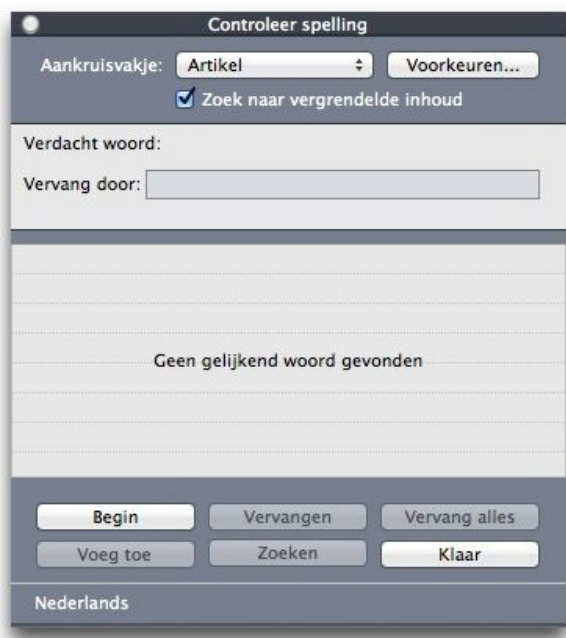 Controleer spelling
Aankruisvakje: Artikel Voorkeuren...
Zoek naar vergrendelde inhoud
Verdacht woord:
Vervang door:
Geen gelijkend woord gevonden
Begin Vervangen Vervang alles
Voeg toe Zoeken Klaar
Nederlands